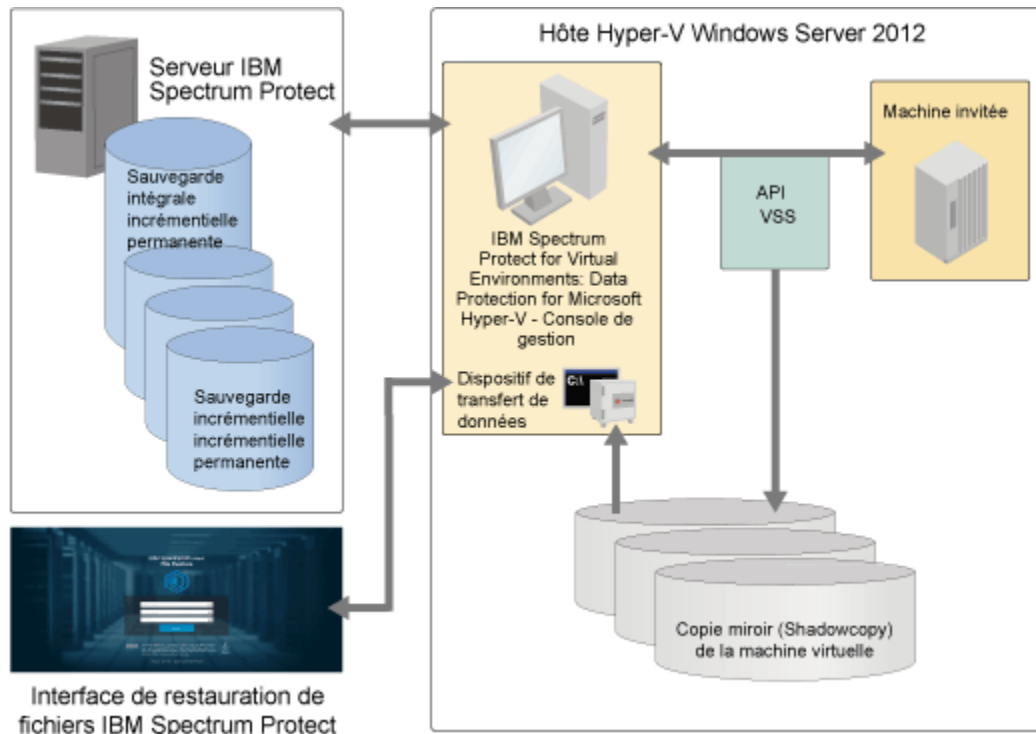 Serveur IBM
Spectrum Protect
Sauvegarde
intégrale
incrémentielle
permanente
Sauvegarde
incrémentielle
incrémentielle
permanente
Interface de restauration de
fichiers IBM Spectrum Protect
Hôte Hyper-V Windows Server 2012
IBM Spectrum
Protect for Virtual
Environments: Data
Protection for Microsoft
Hyper-V - Console de
gestion
Dispositif de
transfert de
données
C:\
API
VSS
Machine invitée
Copie miroir (Shadowcopy)
de la machine virtuelle